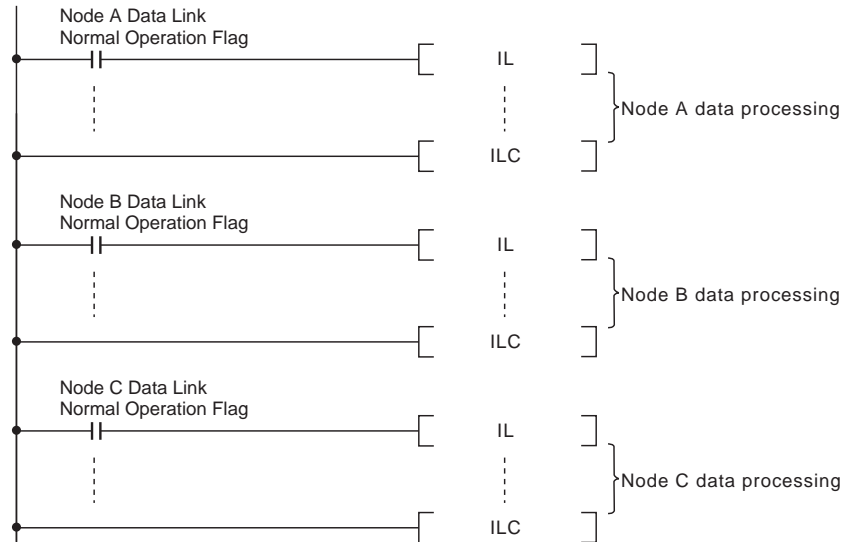 Node A Data Link
Normal Operation Flag
IL
Node A data processing
ILC
Node B Data Link
Normal Operation Flag
IL
Node B data processing
ILC
Node C Data Link
Normal Operation Flag
IL
Node C data processing
ILC